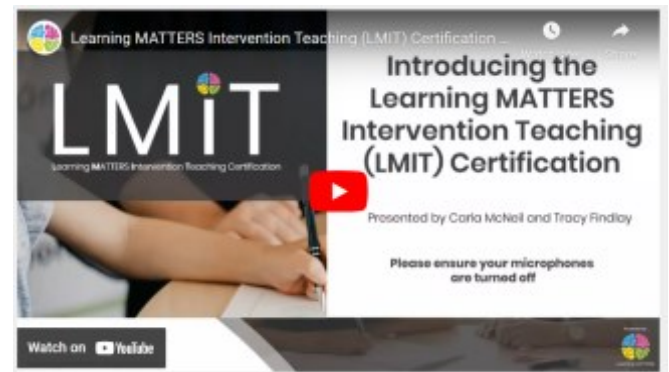 Learning MATTERS Intervention Teaching (LMIT) Certification ...
LMiT
Learning MATTERS Intervention Teaching Certification
Introducing the
Learning MATTERS
Intervention Teaching
(LMIT) Certification
Presented by Carla McNeil and Tracy Findlay
Please ensure your microphones
are turned off
Watch on YouTube